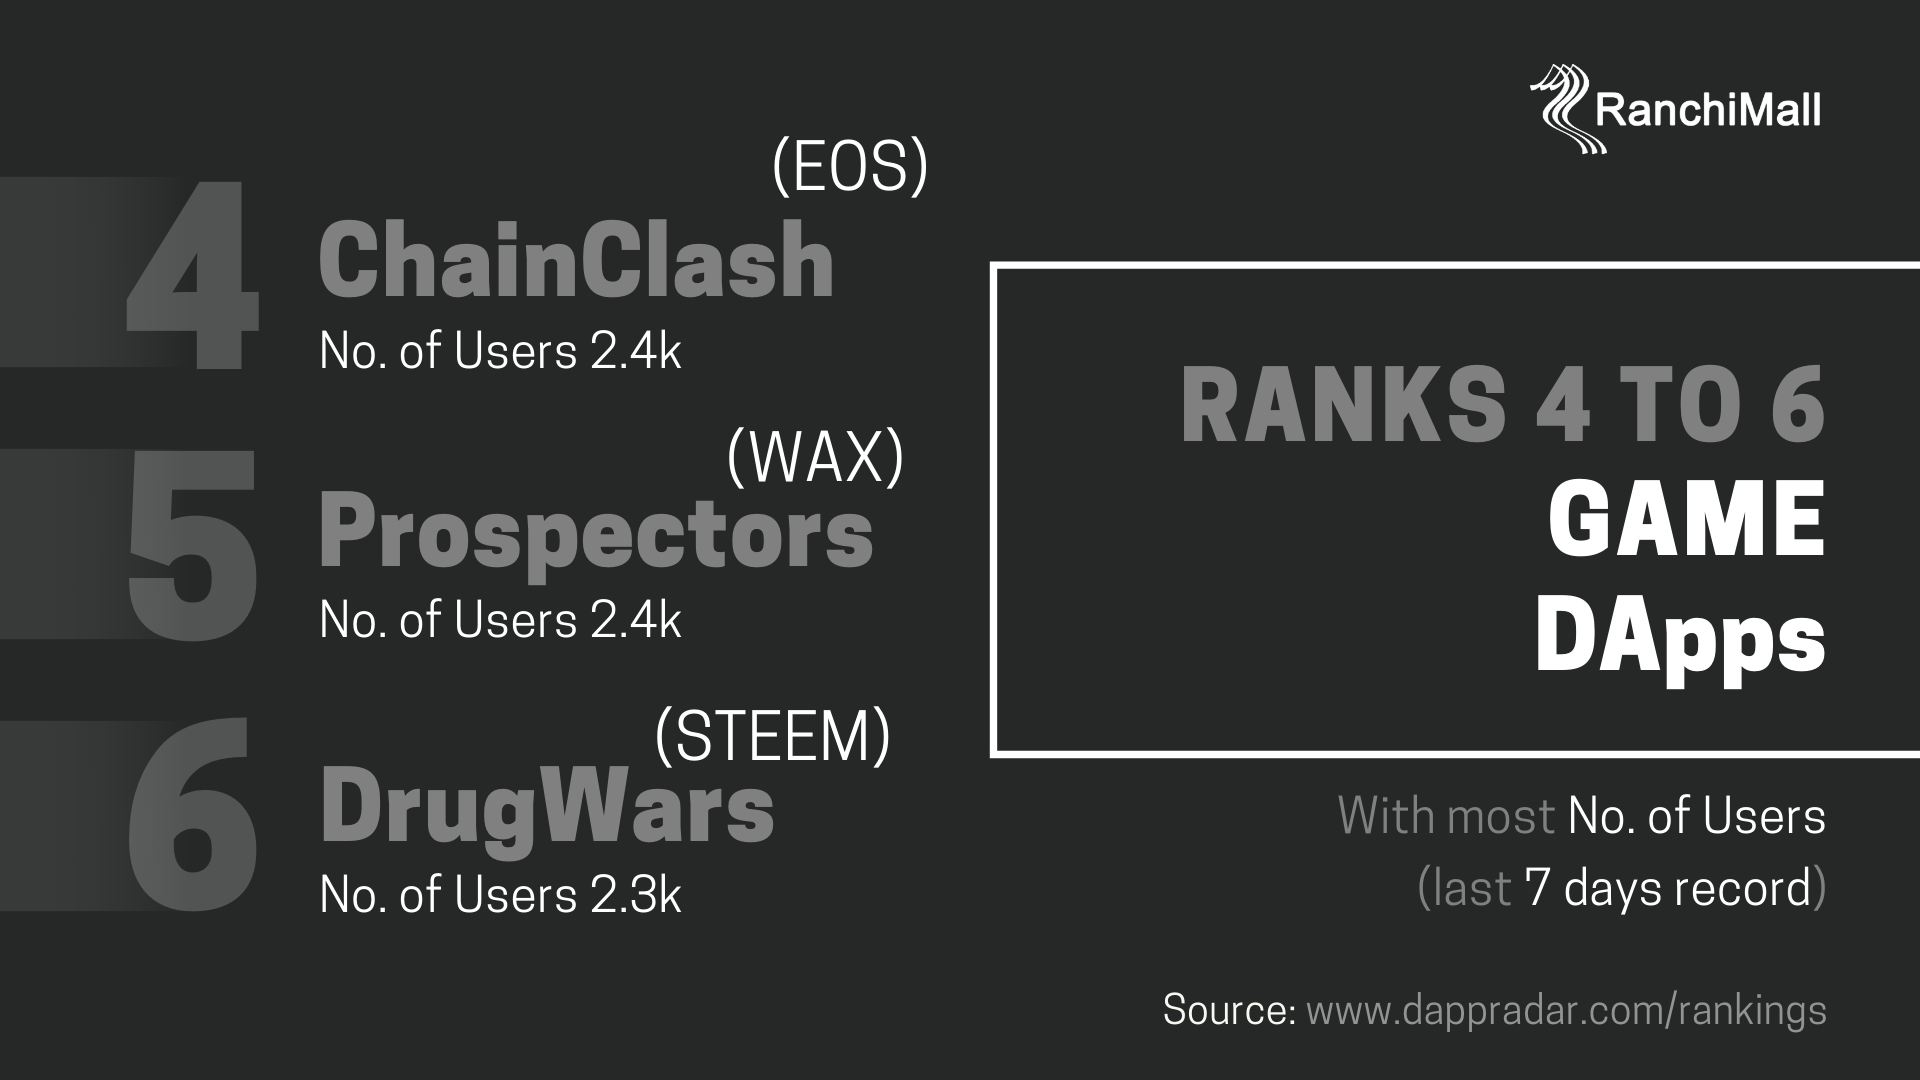 RanchiMall
4
(EOS)
ChainClash
No. of Users 2.4k
5
(WAX)
Prospectors
No. of Users 2.4k
6
(STEEM)
DrugWars
No. of Users 2.3k
RANKS 4 TO 6
GAME
DApps
With most No. of Users
(last 7 days record)
Source: www.dappradar.com/rankings